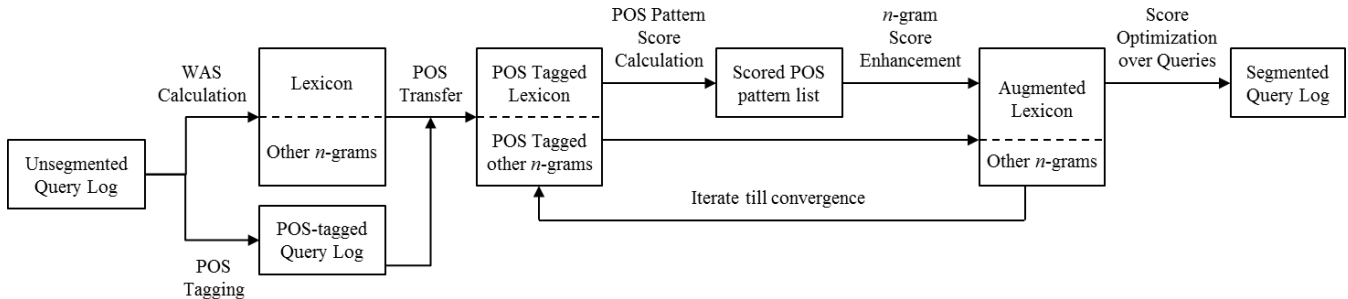 Unsegmented
Query Log
WAS
Calculation
POS
Tagging
Lexicon
Other n-grams
POS-tagged
Query Log
POS
Transfer
POS Tagged
Lexicon
POS Tagged
other n-grams
POS Pattern
Score
Calculation
Scored POS
pattern list
n-gram
Score
Enhancement
Iterate till convergence
Augmented
Lexicon
Other n-grams
Score
Optimization
over Queries
Segmented
Query Log